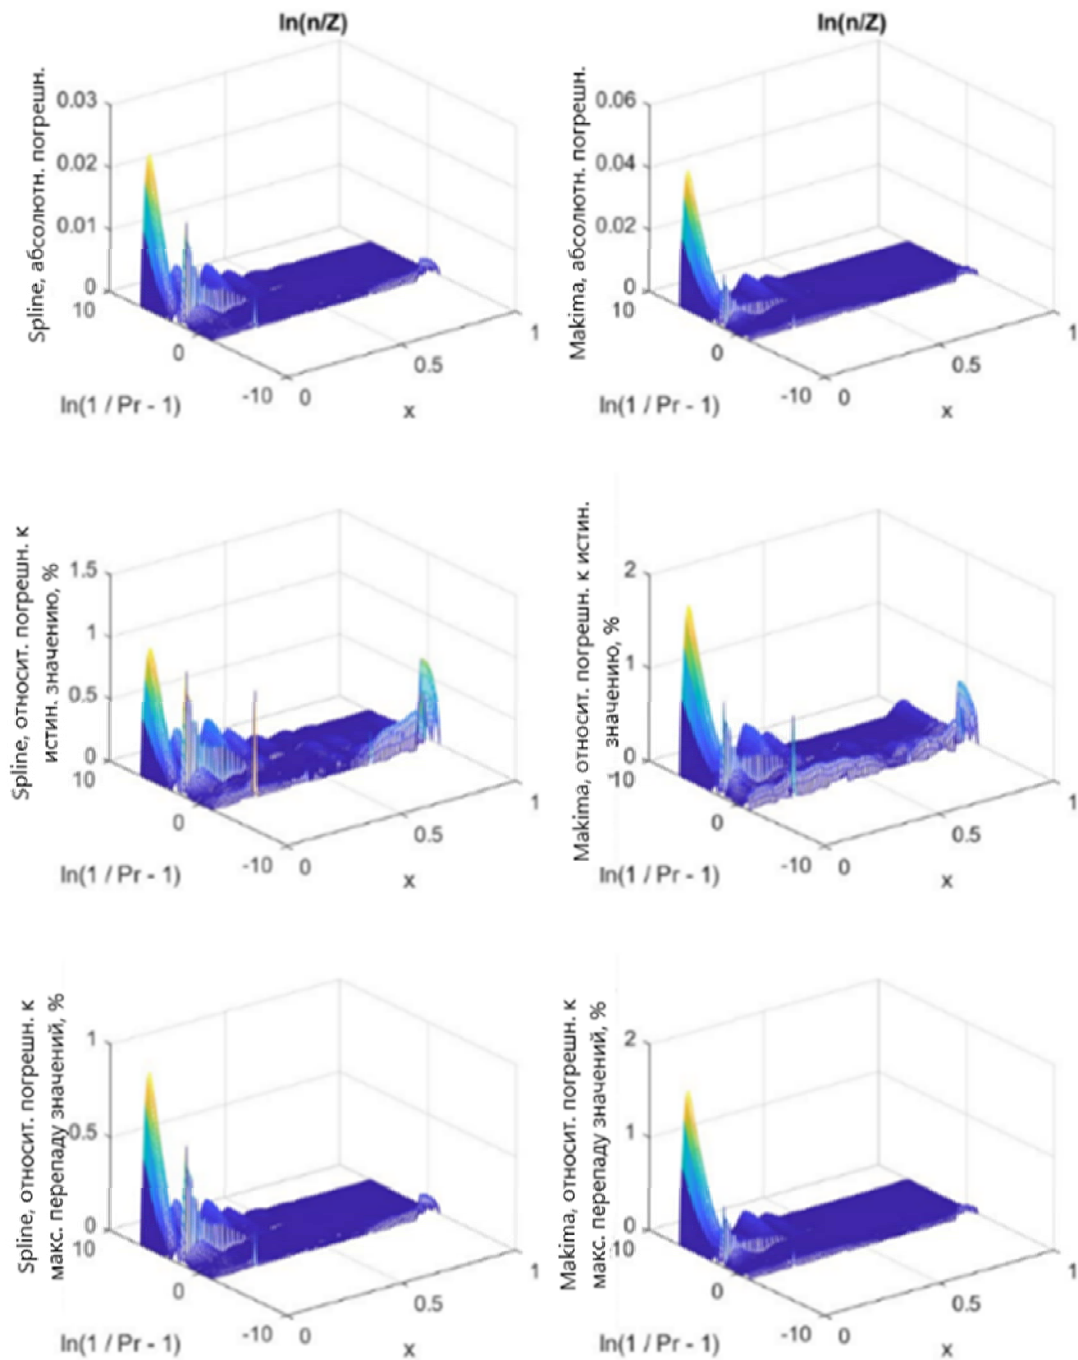 ln(n/Z)
Spline, абсолютн. погрешн.
0.03
0.02
0.01
0
10
0
-10
ln(1 / Pr - 1)
0
0.5
1
x
ln(n/Z)
Makima, абсолютн. погрешн.
0.06
0.04
0.02
0
10
0
-10
ln(1 / Pr - 1)
0
0.5
1
x
Spline, относит. погрешн. к
истин. значению, %
1.5
1
0.5
0
10
0
-10
ln(1 / Pr - 1)
0
0.5
1
x
Makima, относит. погрешн. к истин.
значению, %
2
1
0
10
0
-10
ln(1 / Pr - 1)
0
0.5
1
x
Spline, относит. погрешн. к
макс. перепаду значений, %
1
0.5
0
10
0
-10
ln(1 / Pr - 1)
0
0.5
1
x
Makima, относит. погрешн. к
макс. перепаду значений, %
2
1
0
10
0
-10
ln(1 / Pr - 1)
0
0.5
1
x